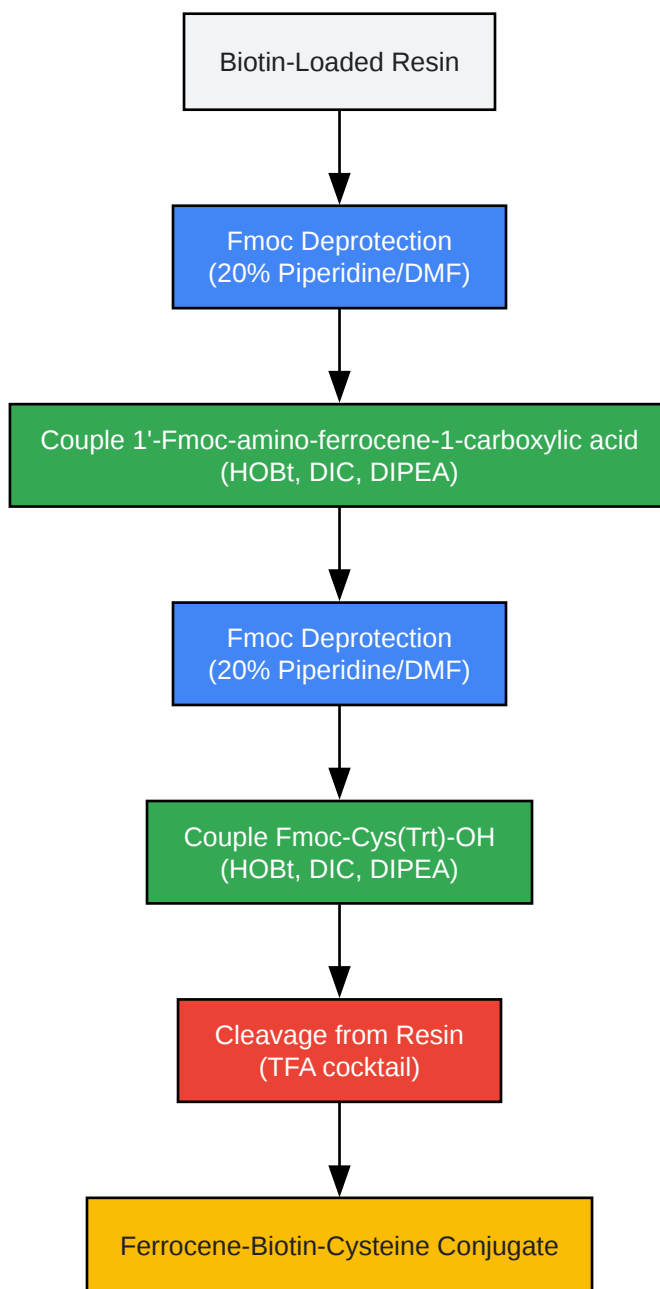 Biotin-Loaded Resin
Fmoc Deprotection
(20% Piperidine/DMF)
Couple 1'-Fmoc-amino-ferrocene-1-carboxylic acid
(HOBt, DIC, DIPEA)
Fmoc Deprotection
(20% Piperidine/DMF)
Couple Fmoc-Cys(Trt)-OH
(HOBt, DIC, DIPEA)
Cleavage from Resin
(TFA cocktail)
Ferrocene-Biotin-Cysteine Conjugate